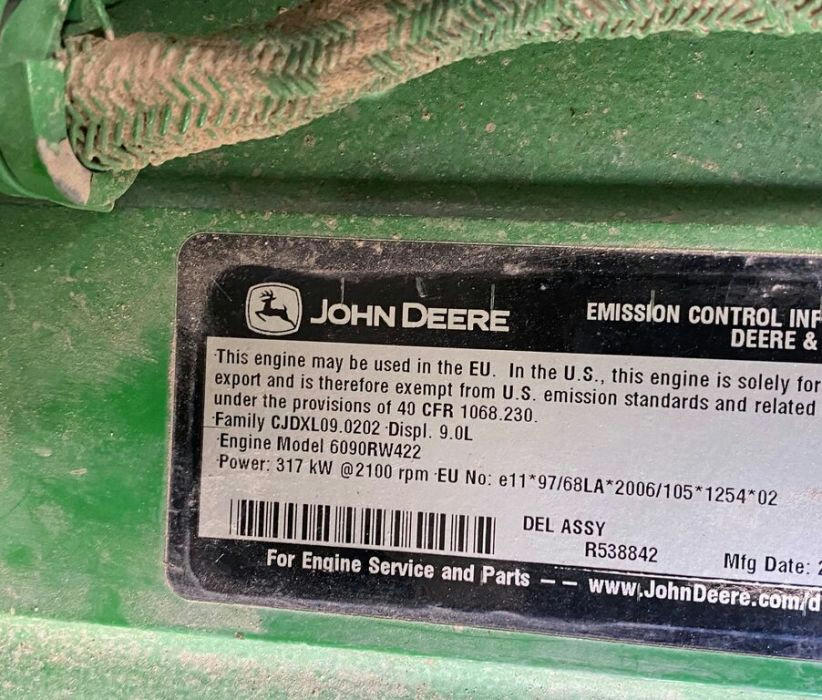 JOHN DEERE
EMISSION CONTROL INF
DEERE &
·This engine may be used in the EU. In the U.S., this engine is solely for
export and is therefore exempt from U.S. emission standards and related
under the provisions of 40 CFR 1068.230.
·Family CJDXL09.0202 ·Displ. 9.0L
·Engine Model 6090RW422
·Power: 317 kW @2100 rpm ·EU No: e11*97/68LA*2006/105*1254*02
DEL ASSY
R538842
Mfg Date: 2
For Engine Service and Parts – – www.JohnDeere.com/d